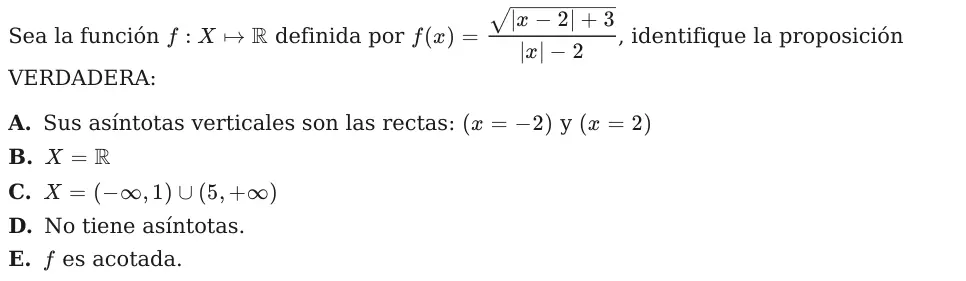 Sea la función f : X ↦ ℝ definida por f(x) = √(|x − 2| + 3) / (|x| − 2), identifique la proposición
VERDADERA:
A. Sus asíntotas verticales son las rectas: (x = −2) y (x = 2)
B. X = ℝ
C. X = (−∞, 1) ∪ (5, +∞)
D. No tiene asíntotas.
E. f es acotada.